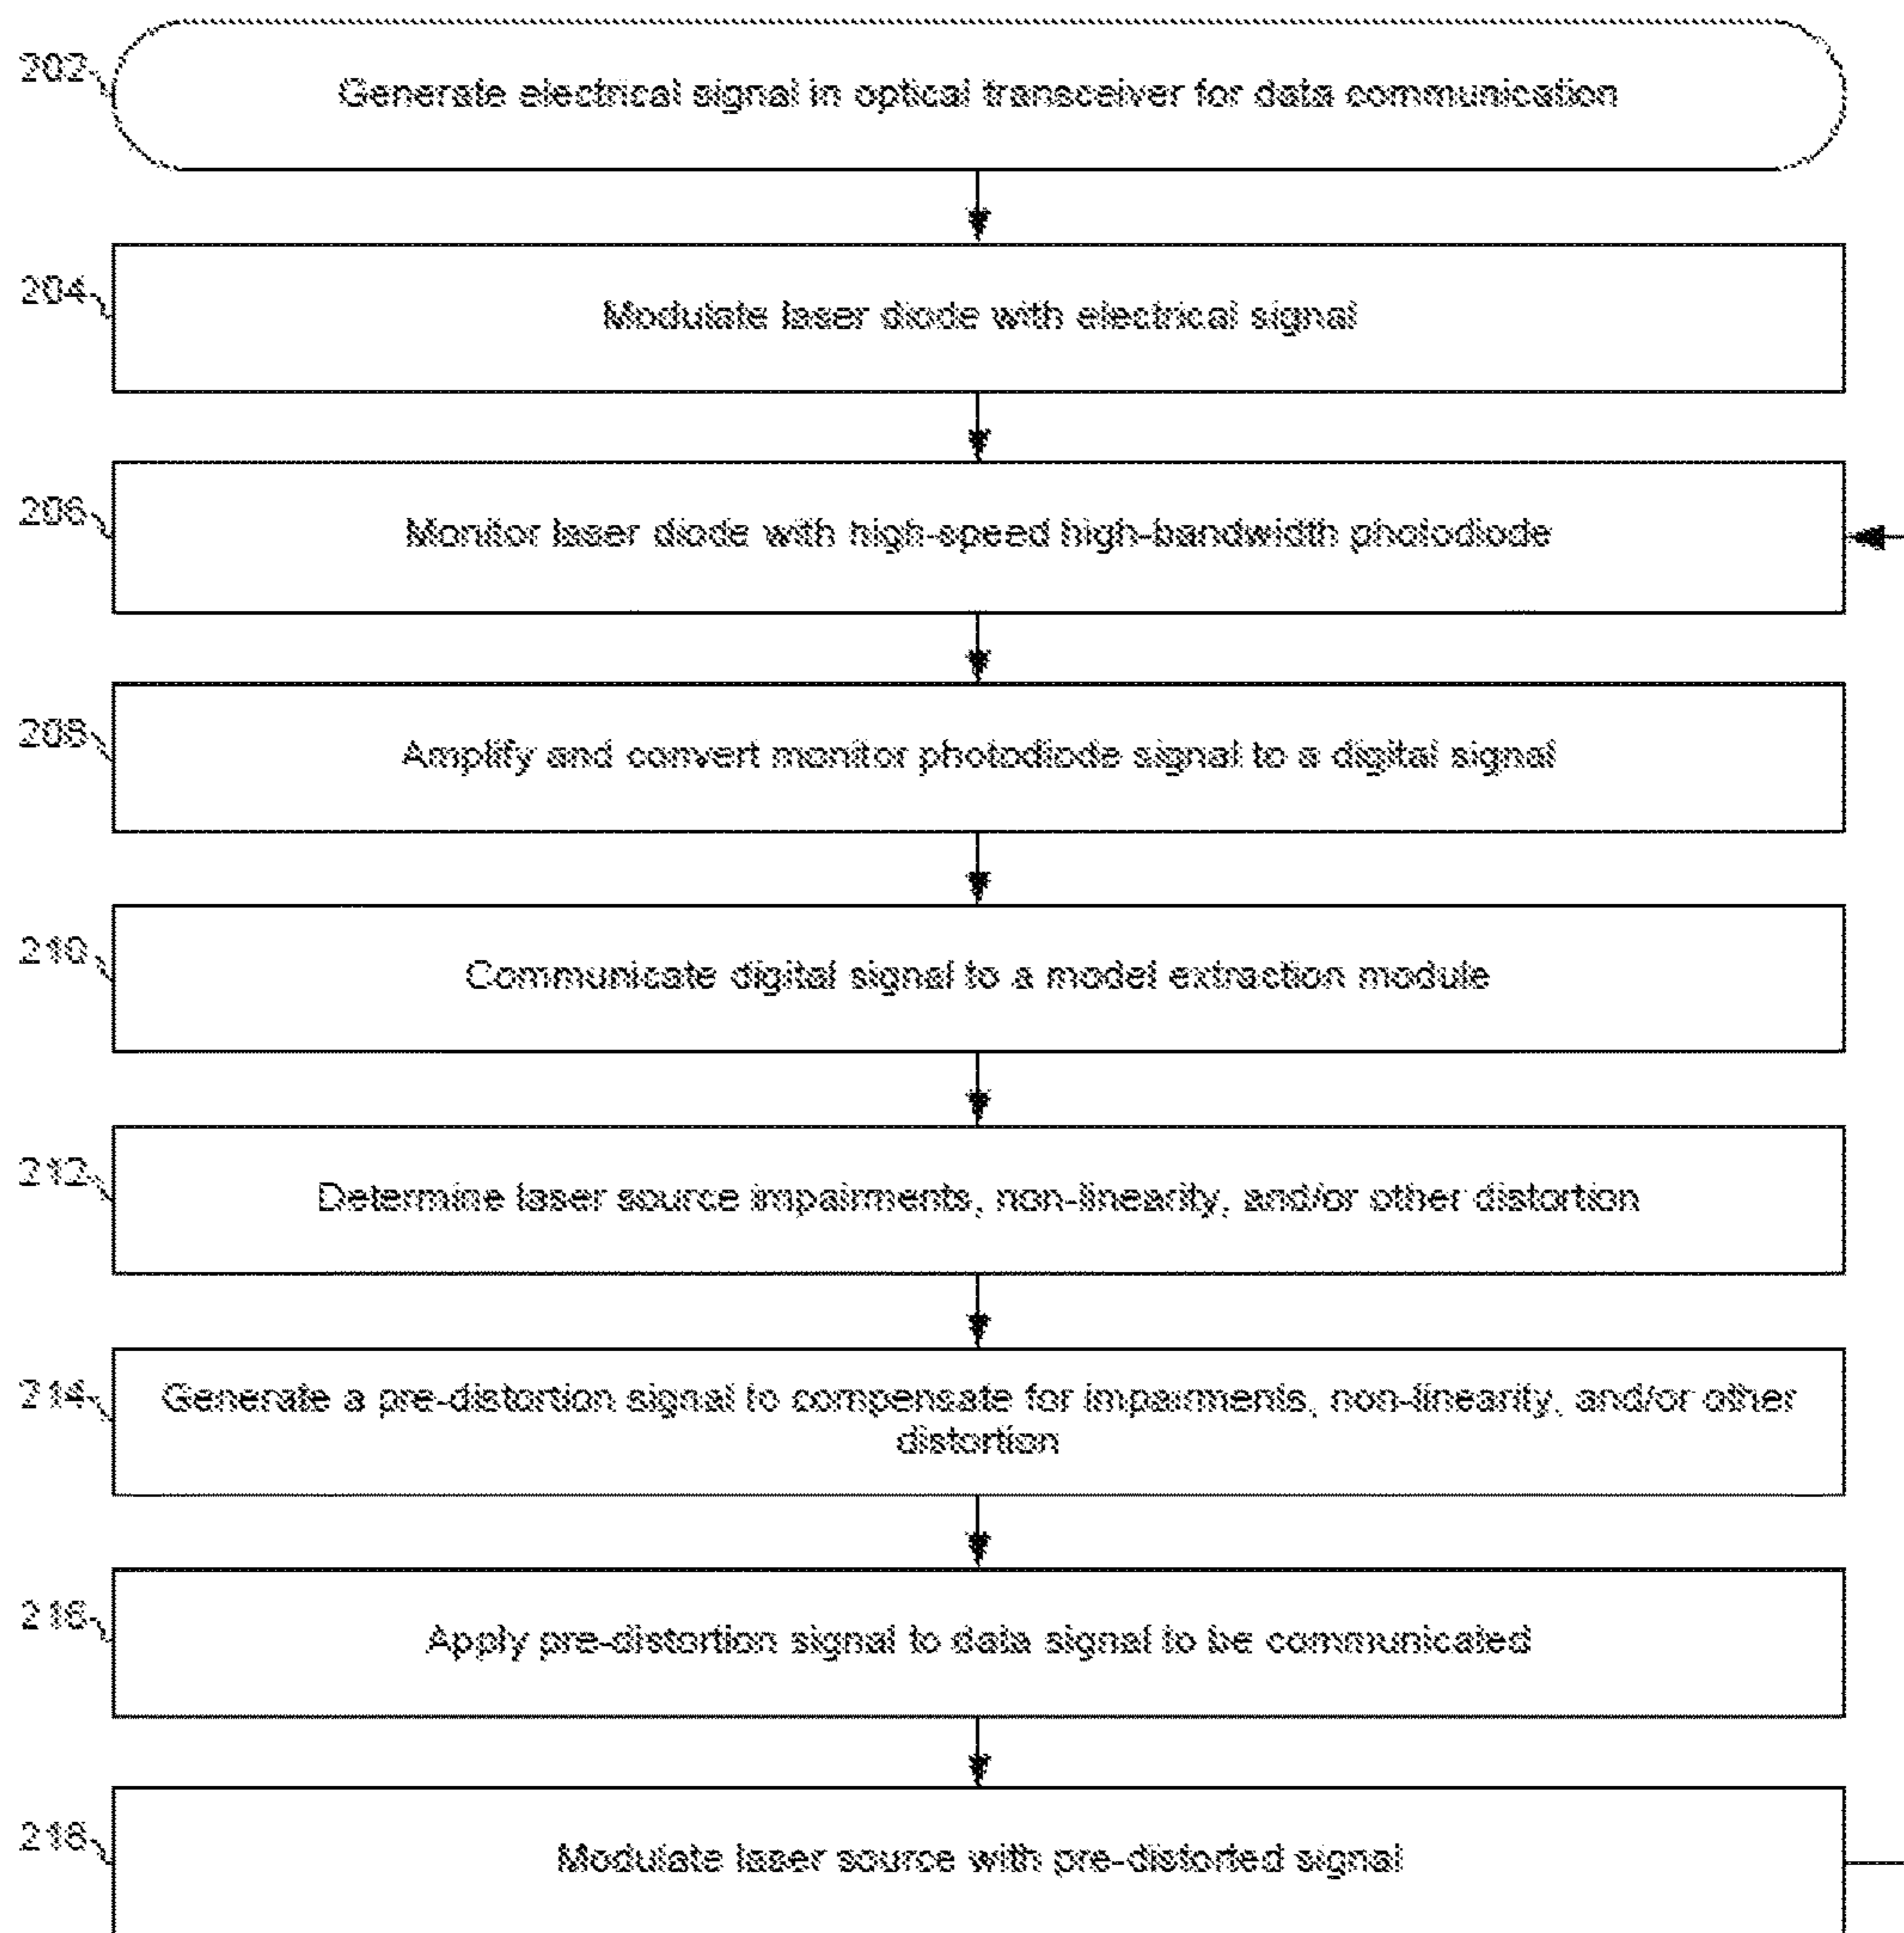 202
Generate electrical signal in optical transceiver for data communication
204
Modulate laser diode with electrical signal
206
Monitor laser diode with high-speed high-bandwidth photodiode
208
Amplify and convert monitor photodiode signal to a digital signal
210
Communicate digital signal to a model extraction module
212
Determine laser source impairments, non-linearity, and/or other distortion
214
Generate a pre-distortion signal to compensate for impairments, non-linearity, and/or other
distortion
216
Apply pre-distortion signal to data signal to be communicated
218
Modulate laser source with pre-distorted signal